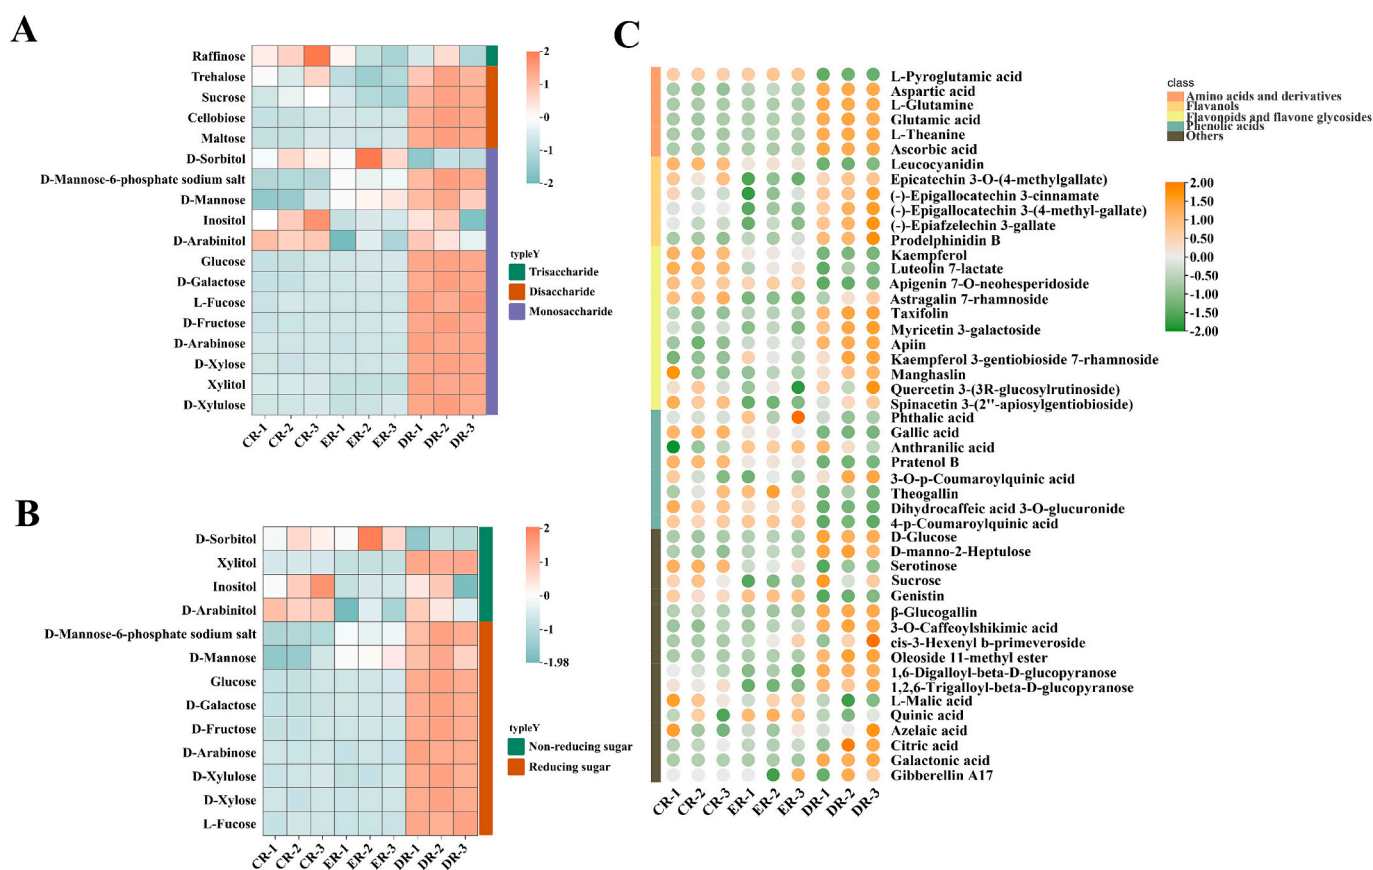 A
Raffinose
Trehalose
Sucrose
Cellobiose
Maltose
D-Sorbitol
D-Mannose-6-phosphate sodium salt
D-Mannose
Inositol
D-Arabinitol
Glucose
D-Galactose
L-Fucose
D-Fructose
D-Arabinose
D-Xylose
Xylitol
D-Xylulose
CR-1 CR-2 CR-3 ER-1 ER-2 ER-3 DR-1 DR-2 DR-3
2
1
0
-1
-2
typleY
Trisaccharide
Disaccharide
Monosaccharide
B
D-Sorbitol
Xylitol
Inositol
D-Arabinitol
D-Mannose-6-phosphate sodium salt
D-Mannose
Glucose
D-Galactose
D-Fructose
D-Arabinose
D-Xylulose
D-Xylose
L-Fucose
CR-1 CR-2 CR-3 ER-1 ER-2 ER-3 DR-1 DR-2 DR-3
2
1
0
-1
-1.98
typleY
Non-reducing sugar
Reducing sugar
C
L-Pyroglutamic acid
Aspartic acid
L-Glutamine
Glutamic acid
L-Theanine
Ascorbic acid
Leucocyanidin
Epicatechin 3-O-(4-methylgallate)
(-)-Epigallocatechin 3-cinnamate
(-)-Epigallocatechin 3-(4-methyl-gallate)
(-)-Epiafzelechin 3-gallate
Prodelphinidin B
Kaempferol
Luteolin 7-lactate
Apigenin 7-O-neohesperidoside
Astragalin 7-rhamnoside
Taxifolin
Myricetin 3-galactoside
Apiin
Kaempferol 3-gentiobioside 7-rhamnoside
Manghaslin
Quercetin 3-(3R-glucosylrutinoside)
Spinacetin 3-(2''-apiosylgentiobioside)
Phthalic acid
Gallic acid
Anthranilic acid
Pratenol B
3-O-p-Coumaroylquinic acid
Theogallin
Dihydrocaffeic acid 3-O-glucuronide
4-p-Coumaroylquinic acid
D-Glucose
D-manno-2-Heptulose
Serotinose
Sucrose
Genistin
β-Glucogallin
3-O-Caffeoylshikimic acid
cis-3-Hexenyl b-primeveroside
Oleoside 11-methyl ester
1,6-Digalloyl-beta-D-glucopyranose
1,2,6-Trigalloyl-beta-D-glucopyranose
L-Malic acid
Quinic acid
Azelaic acid
Citric acid
Galactonic acid
Gibberellin A17
CR-1 CR-2 CR-3 ER-1 ER-2 ER-3 DR-1 DR-2 DR-3
class
Amino acids and derivatives
Flavanols
Flavonoids and flavone glycosides
Phenolic acids
Others
2.00
1.50
1.00
0.50
0.00
-0.50
-1.00
-1.50
-2.00